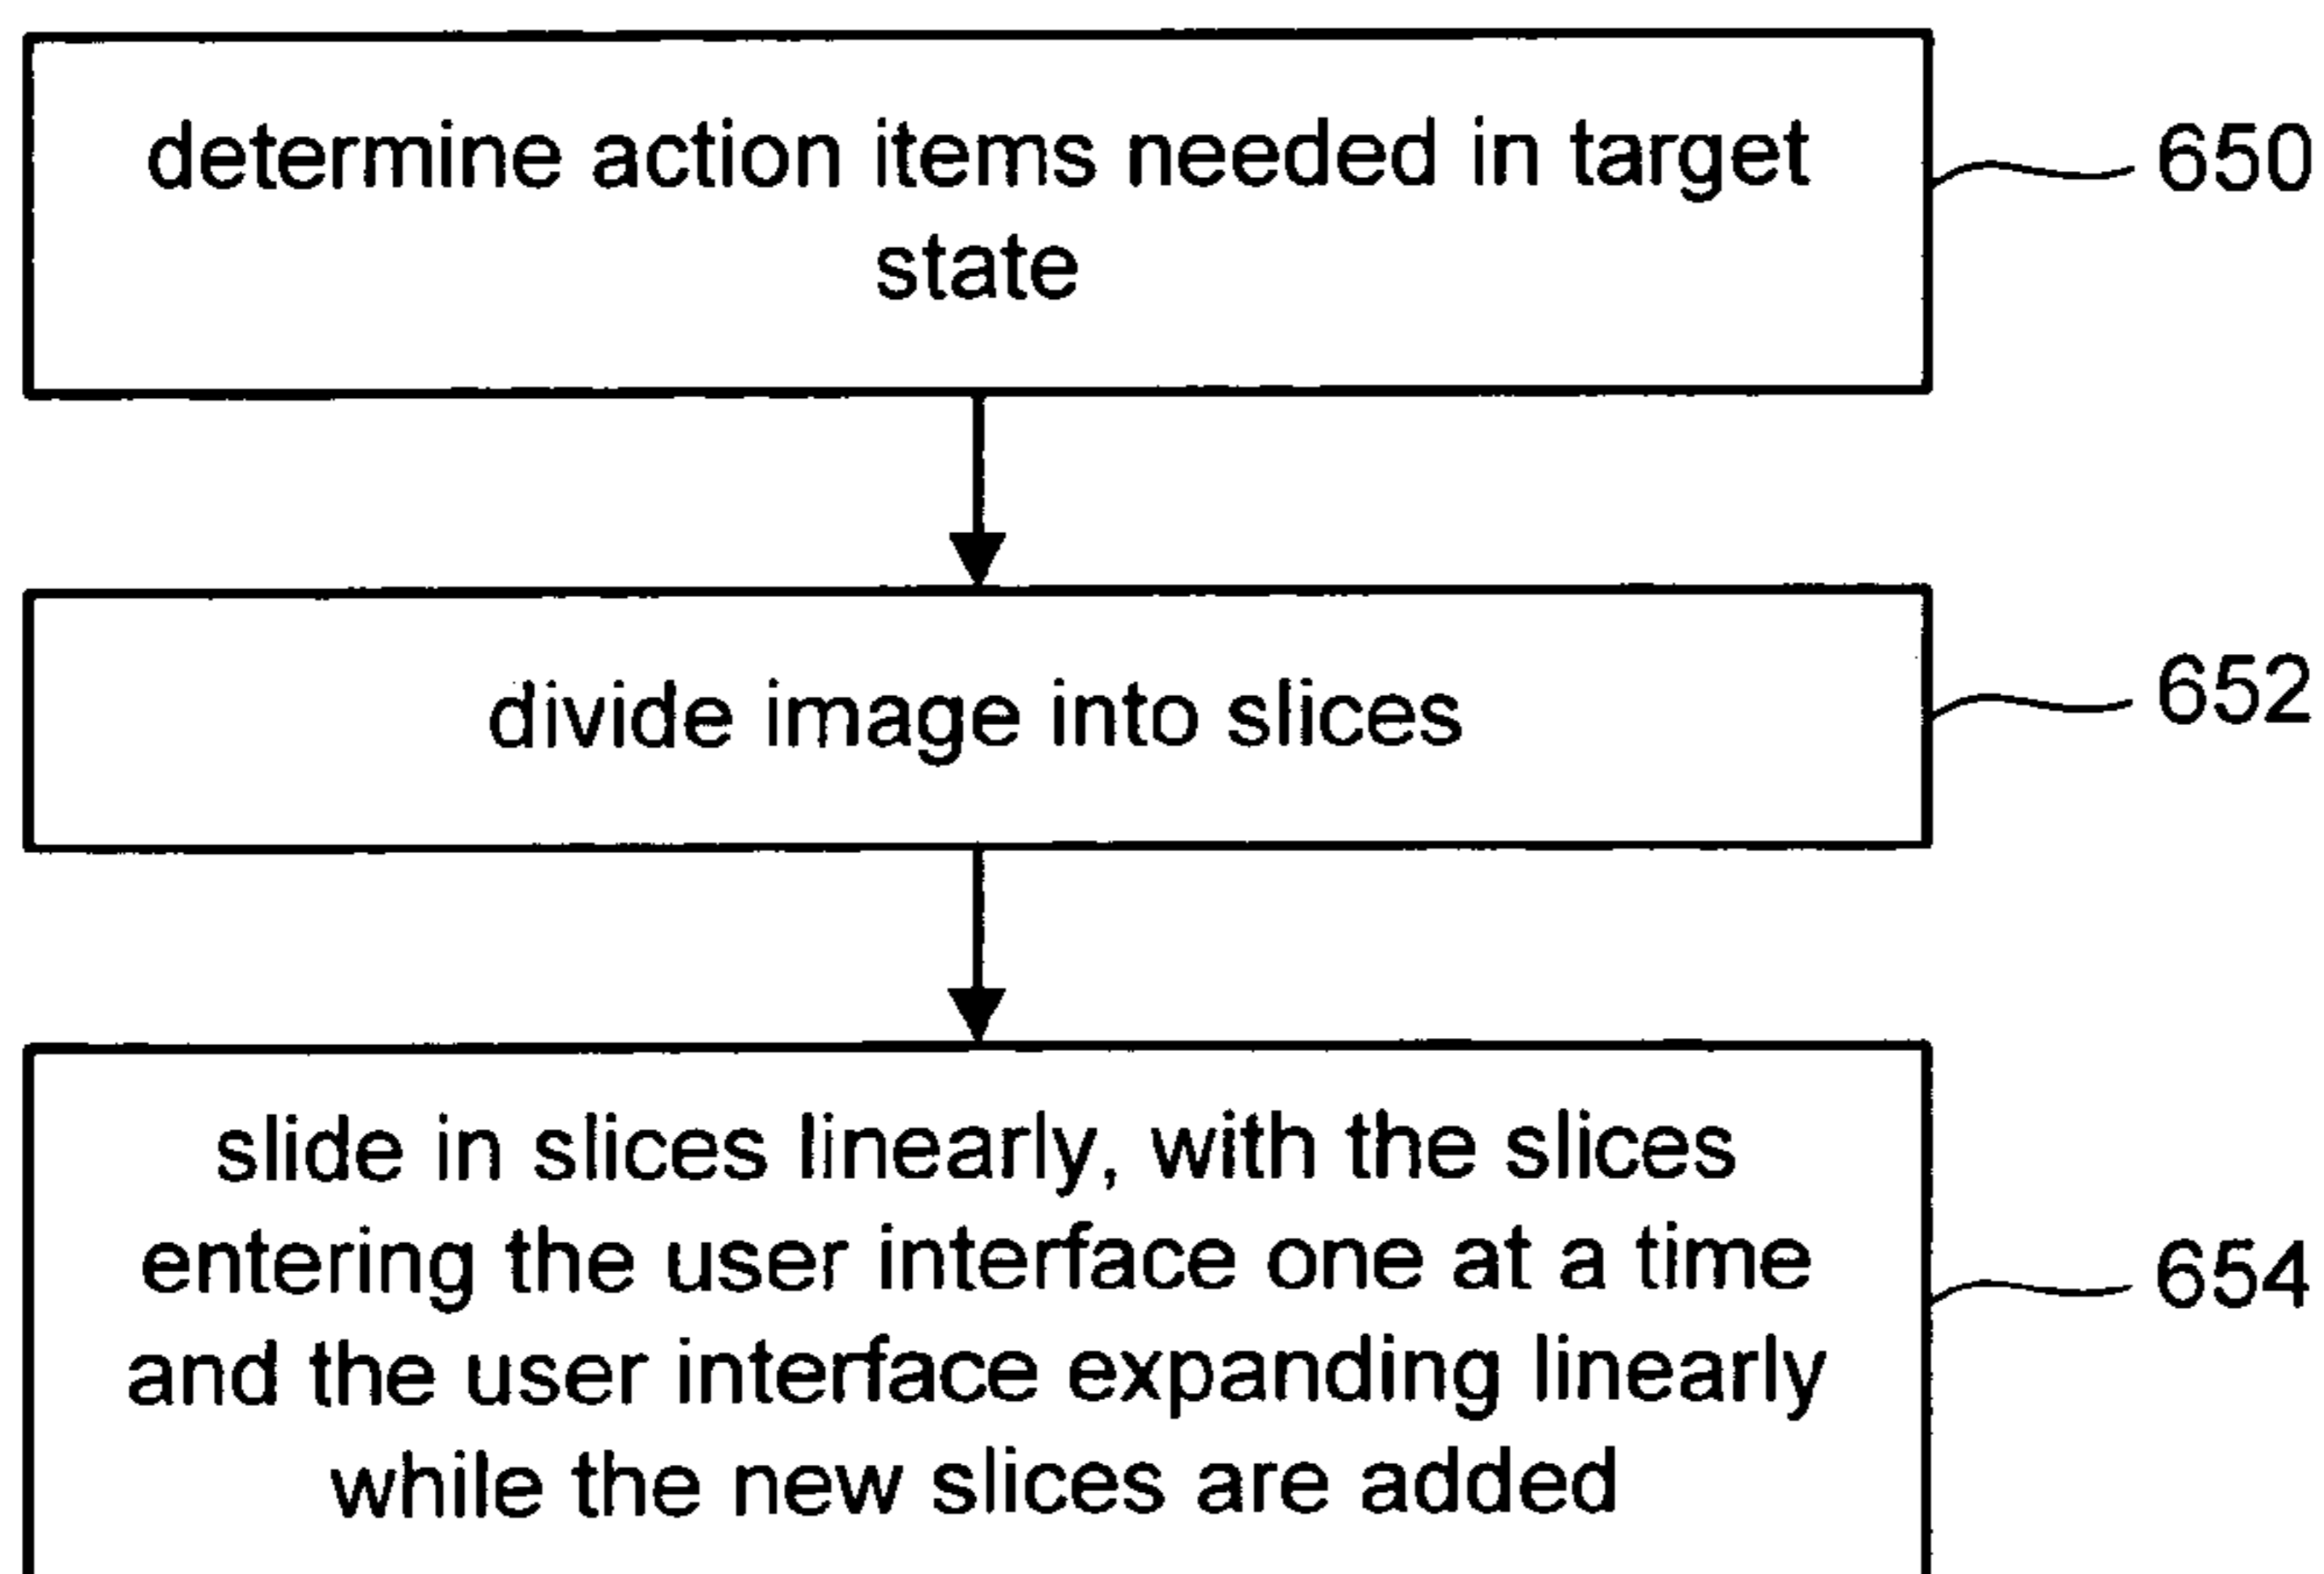 determine action items needed in target
state
650
divide image into slices
652
slide in slices linearly, with the slices
entering the user interface one at a time
and the user interface expanding linearly
while the new slices are added
654